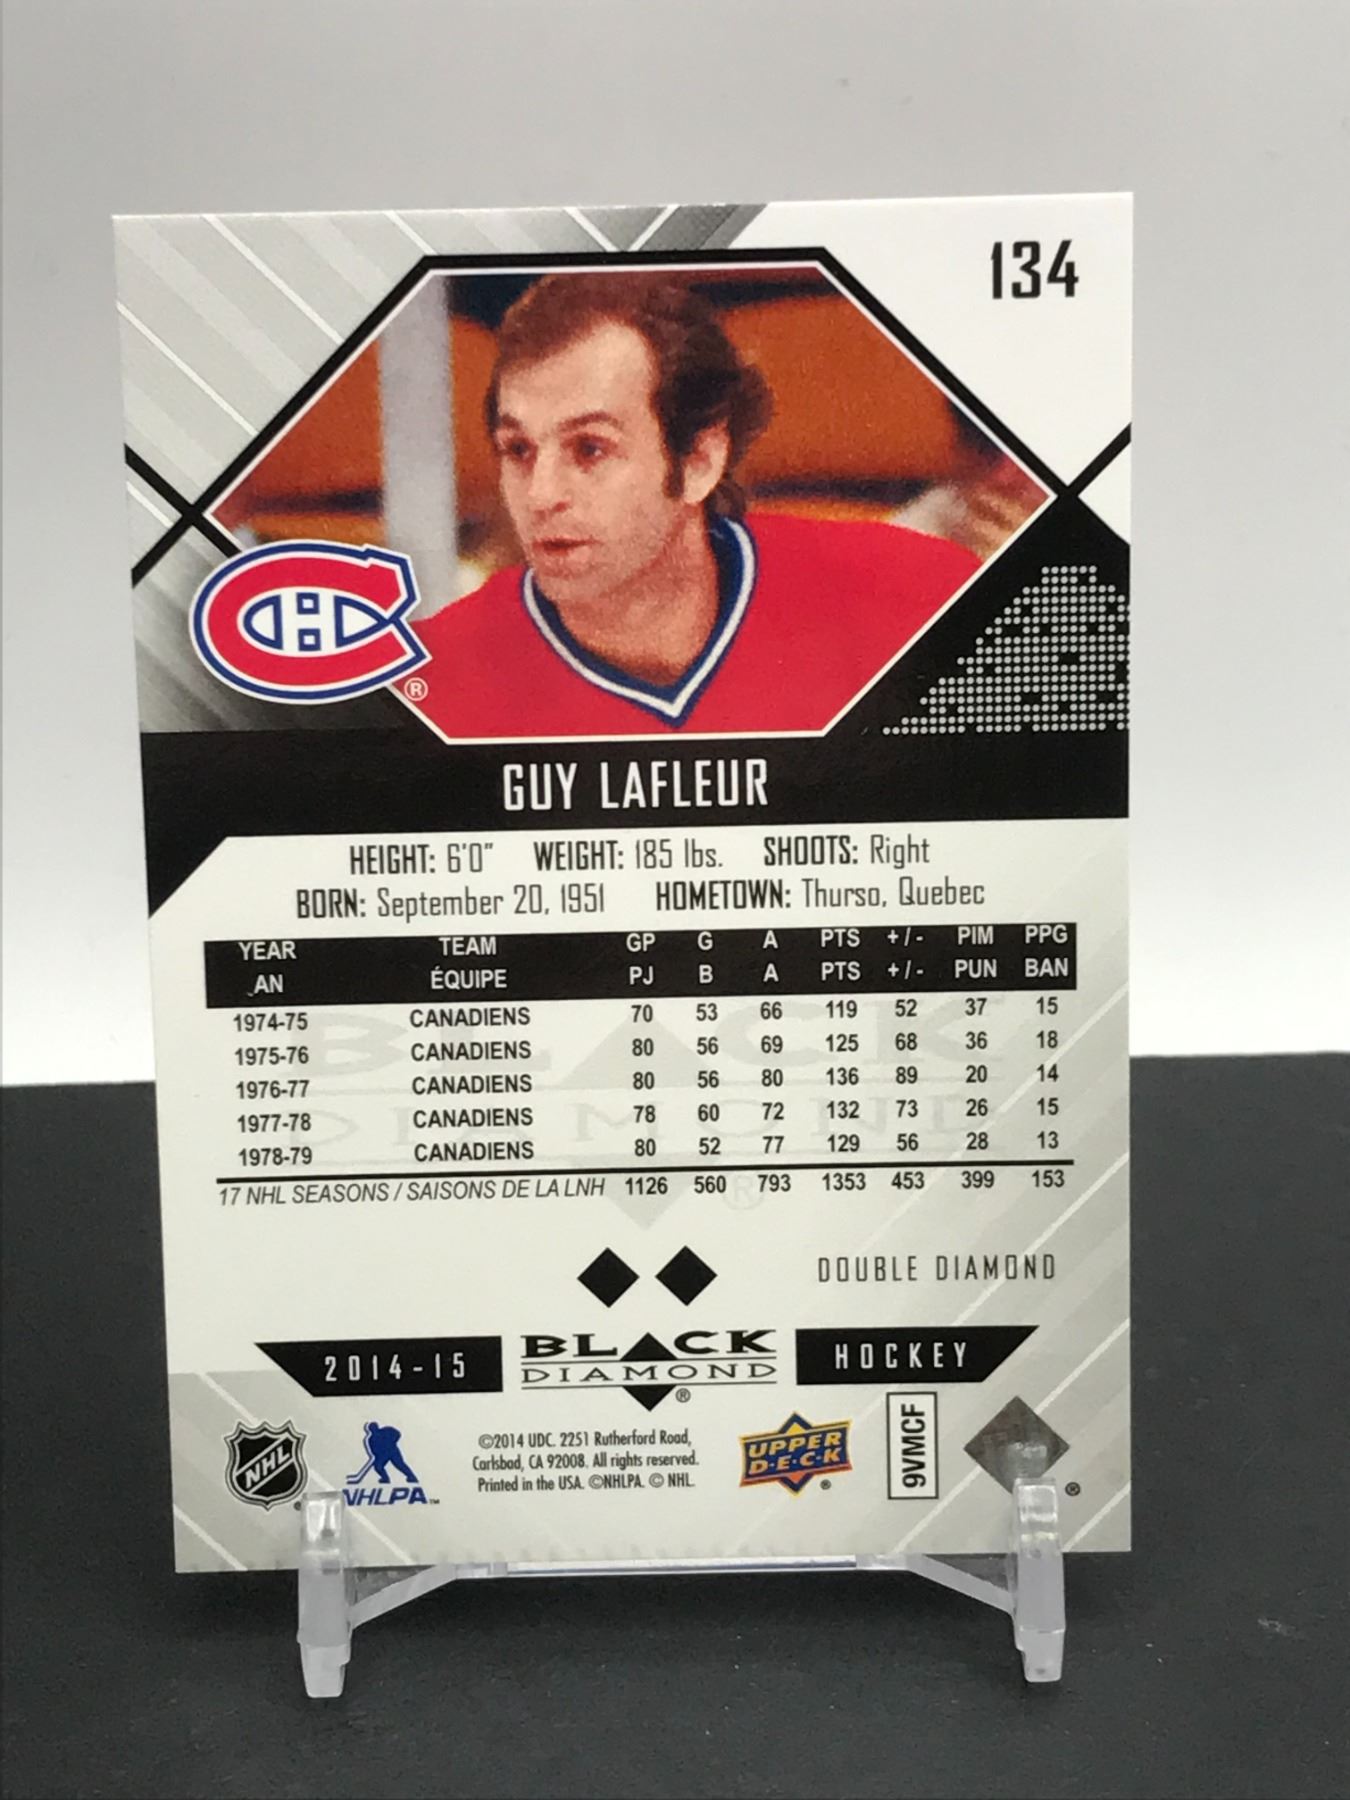 134
GUY LAFLEUR
HEIGHT: 6'0" WEIGHT: 185 lbs. SHOOTS: Right
BORN: September 20, 1951 HOMETOWN: Thurso, Quebec
YEAR TEAM GP G A PTS +/- PIM PPG
AN ÉQUIPE PJ B A PTS +/- PUN BAN
1974-75 CANADIENS 70 53 66 119 52 37 15
1975-76 CANADIENS 80 56 69 125 68 36 18
1976-77 CANADIENS 80 56 80 136 89 20 14
1977-78 CANADIENS 78 60 72 132 73 26 15
1978-79 CANADIENS 80 52 77 129 56 28 13
17 NHL SEASONS / SAISONS DE LA LNH 1126 560 793 1353 453 399 153
DOUBLE DIAMOND
2014-15 BLACK DIAMOND ® HOCKEY
NHL ®
NHLPA™
©2014 UDC. 2251 Rutherford Road,
Carlsbad, CA 92008. All rights reserved.
Printed in the USA. ©NHLPA. © NHL.
UPPER DECK ®
9VMCF
®